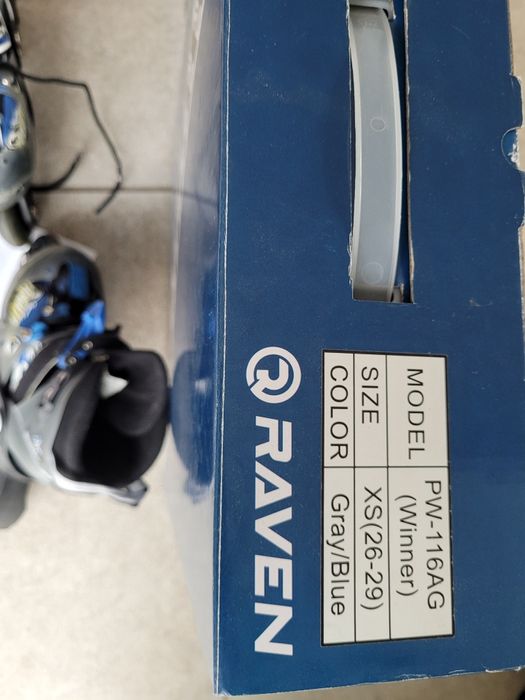 RAVEN
MODEL PW-116AG
(Winner)
SIZE XS(26-29)
COLOR Gray/Blue